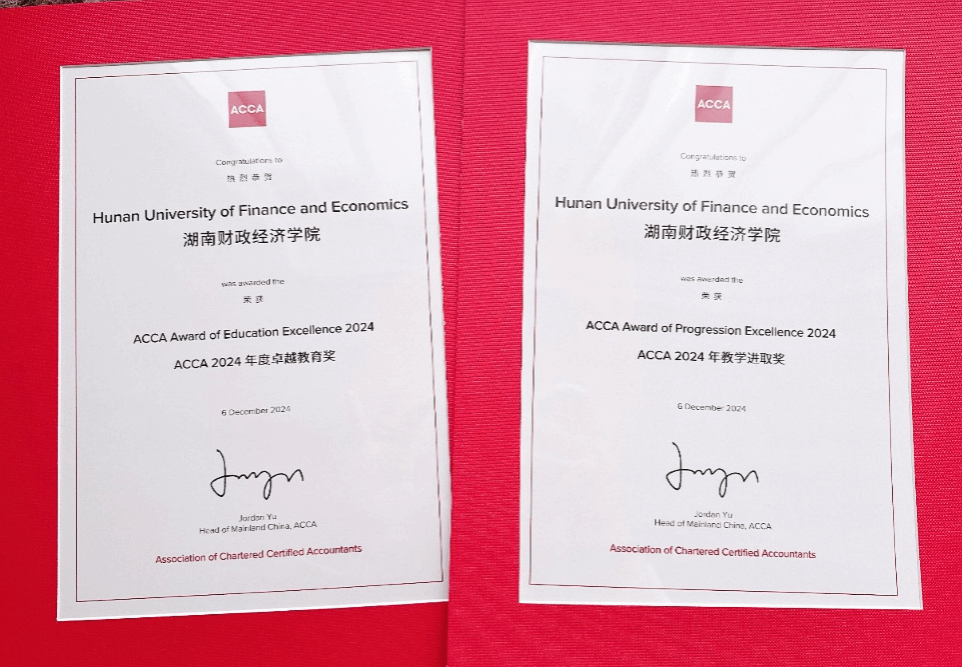 ACCA
Congratulations to
热烈恭贺
Hunan University of Finance and Economics
湖南财政经济学院
was awarded the
荣获
ACCA Award of Education Excellence 2024
ACCA 2024 年度卓越教育奖
6 December 2024
Jordan Yu
Head of Mainland China, ACCA
Association of Chartered Certified Accountants
ACCA
Congratulations to
热烈恭贺
Hunan University of Finance and Economics
湖南财政经济学院
was awarded the
荣获
ACCA Award of Progression Excellence 2024
ACCA 2024 年教学进取奖
6 December 2024
Jordan Yu
Head of Mainland China, ACCA
Association of Chartered Certified Accountants